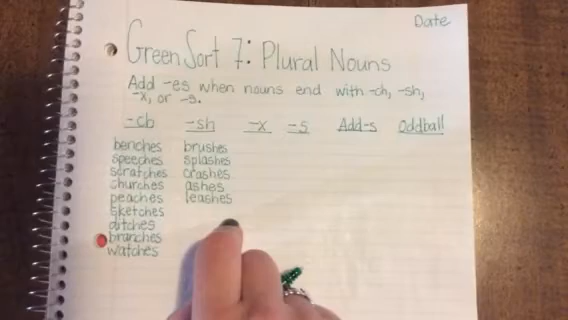 Date
Green Sort 7: Plural Nouns
Add -es when nouns end with -ch, -sh,
-x, or -s.
-ch -sh -x -s Add-s Oddball
benches brushes
speeches splashes
scratches crashes
churches ashes
peaches leashes
sketches
ditches
branches
watches